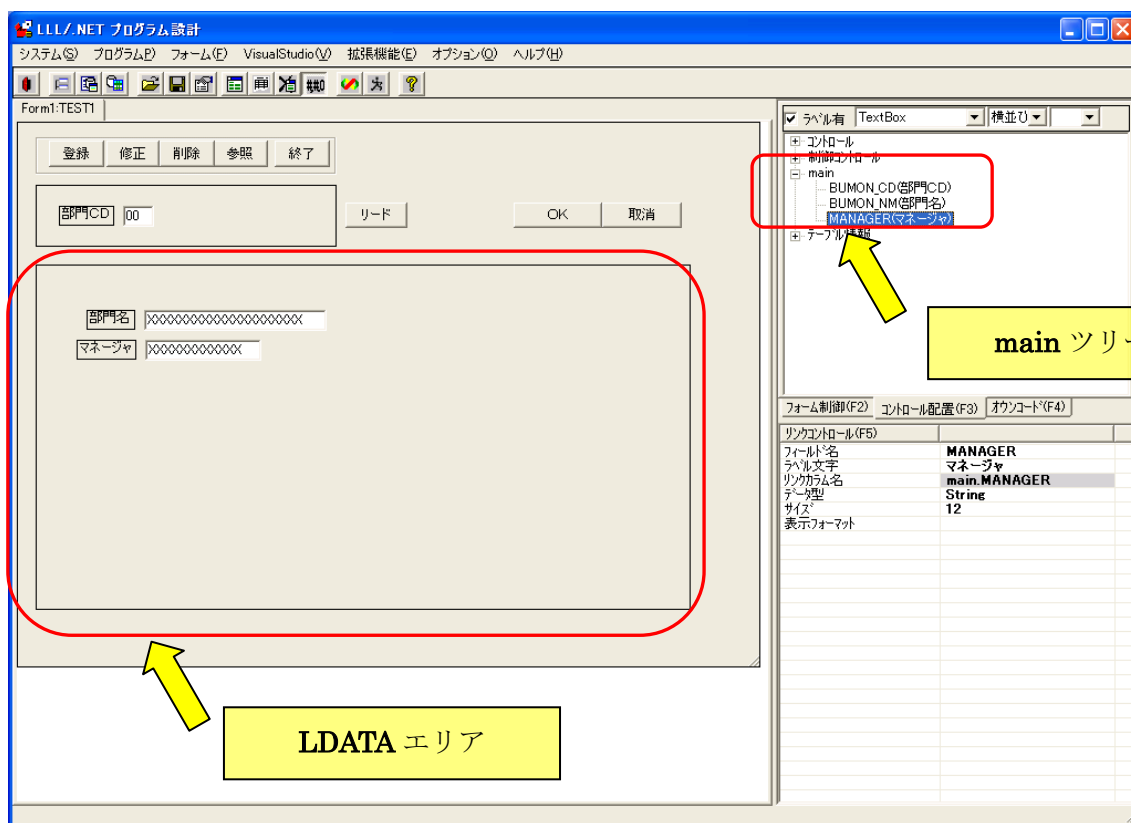 LLL/.NET プログラム設計
システム(S) プログラム(P) フォーム(F) VisualStudio(V) 拡張機能(E) オプション(O) ヘルプ(H)
Form1:TEST1
登録 修正 削除 参照 終了
部門CD 00 リード OK 取消
部門名 XXXXXXXXXXXXXXXXXXXX
マネージャ XXXXXXXXXXXX
LDATA エリア
ラベル有 TextBox 横並び
コントロール
制御コントロール
main
BUMON_CD(部門CD)
BUMON_NM(部門名)
MANAGER(マネージャ)
テーブル情報
main ツリー
フォーム制御(F2) コントロール配置(F3) オウンコード(F4)
リンクコントロール(F5)
フィールド名 MANAGER
ラベル文字 マネージャ
リンクカラム名 main.MANAGER
データ型 String
サイズ 12
表示フォーマット